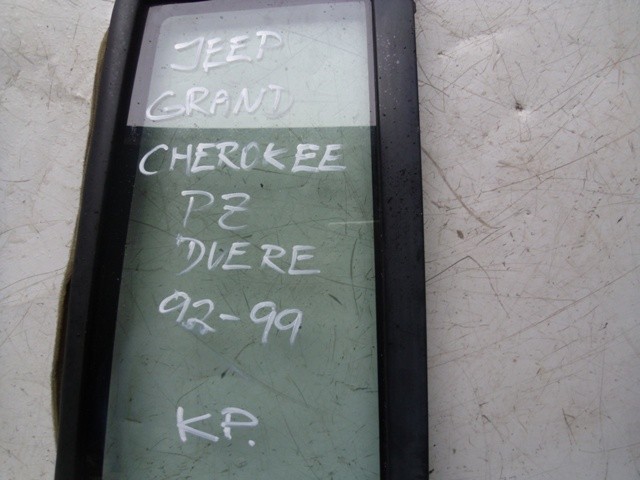 JEEP
GRAND
CHEROKEE
PZ
DVERE
92-99
KP.